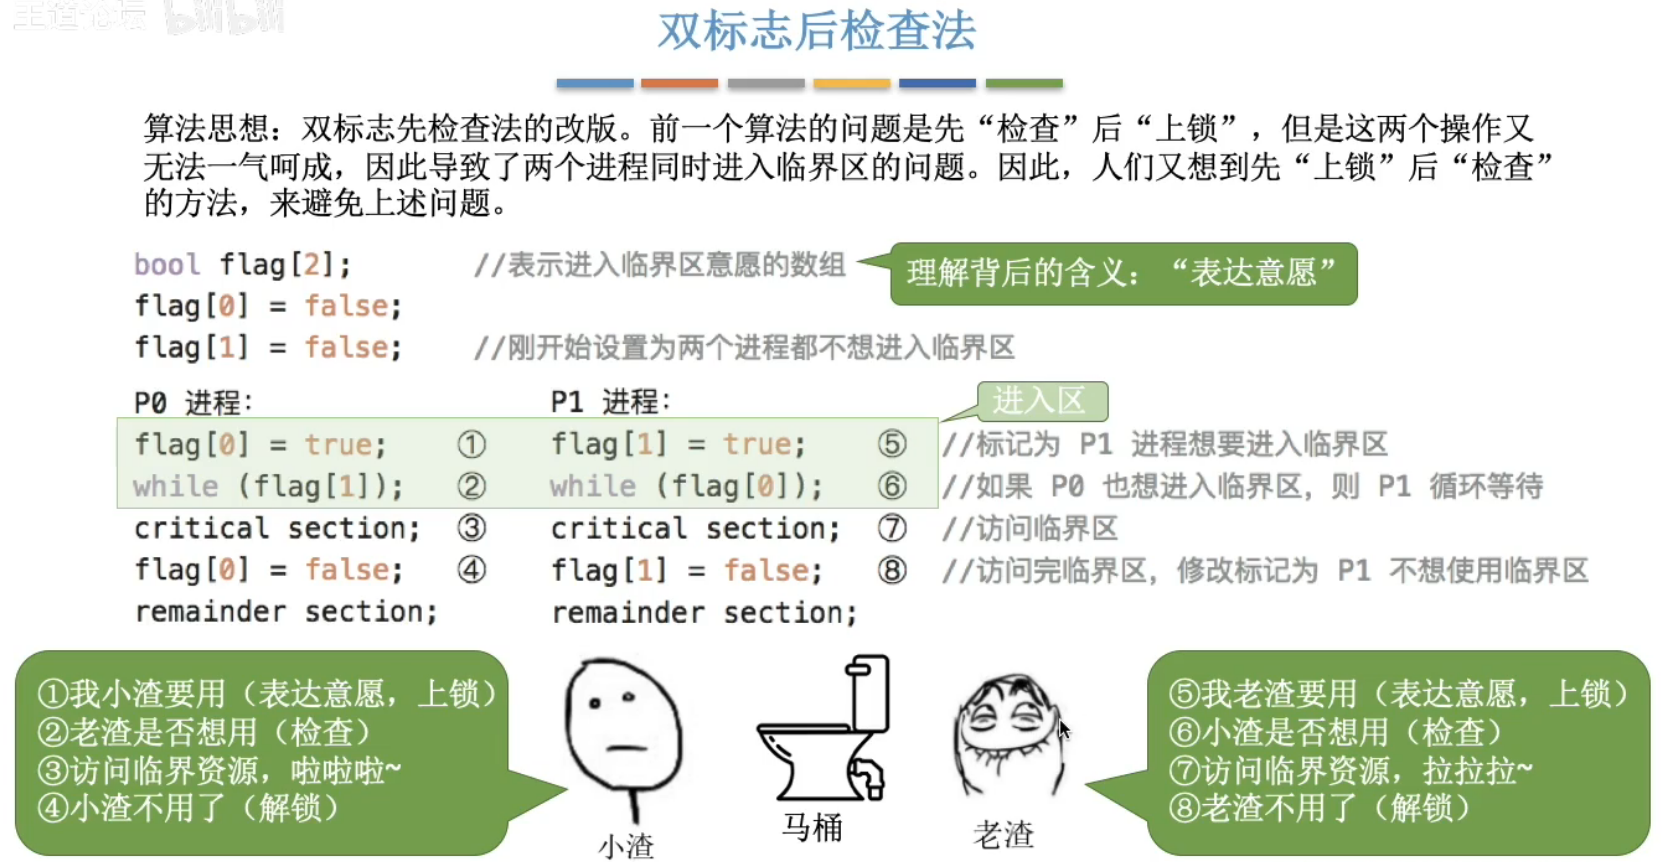 王道论坛 bilibili
双标志后检查法
算法思想：双标志先检查法的改版。前一个算法的问题是先“检查”后“上锁”，但是这两个操作又
无法一气呵成，因此导致了两个进程同时进入临界区的问题。因此，人们又想到先“上锁”后“检查”
的方法，来避免上述问题。
bool flag[2]; //表示进入临界区意愿的数组
理解背后的含义：“表达意愿”
flag[0] = false;
flag[1] = false; //刚开始设置为两个进程都不想进入临界区
P0 进程： P1 进程：
进入区
flag[0] = true; ① flag[1] = true; ⑤ //标记为 P1 进程想要进入临界区
while (flag[1]); ② while (flag[0]); ⑥ //如果 P0 也想进入临界区，则 P1 循环等待
critical section; ③ critical section; ⑦ //访问临界区
flag[0] = false; ④ flag[1] = false; ⑧ //访问完临界区，修改标记为 P1 不想使用临界区
remainder section; remainder section;
①我小渣要用（表达意愿，上锁）
②老渣是否想用（检查）
③访问临界资源，啦啦啦~
④小渣不用了（解锁）
小渣
马桶
老渣
⑤我老渣要用（表达意愿，上锁）
⑥小渣是否想用（检查）
⑦访问临界资源，拉拉拉~
⑧老渣不用了（解锁）